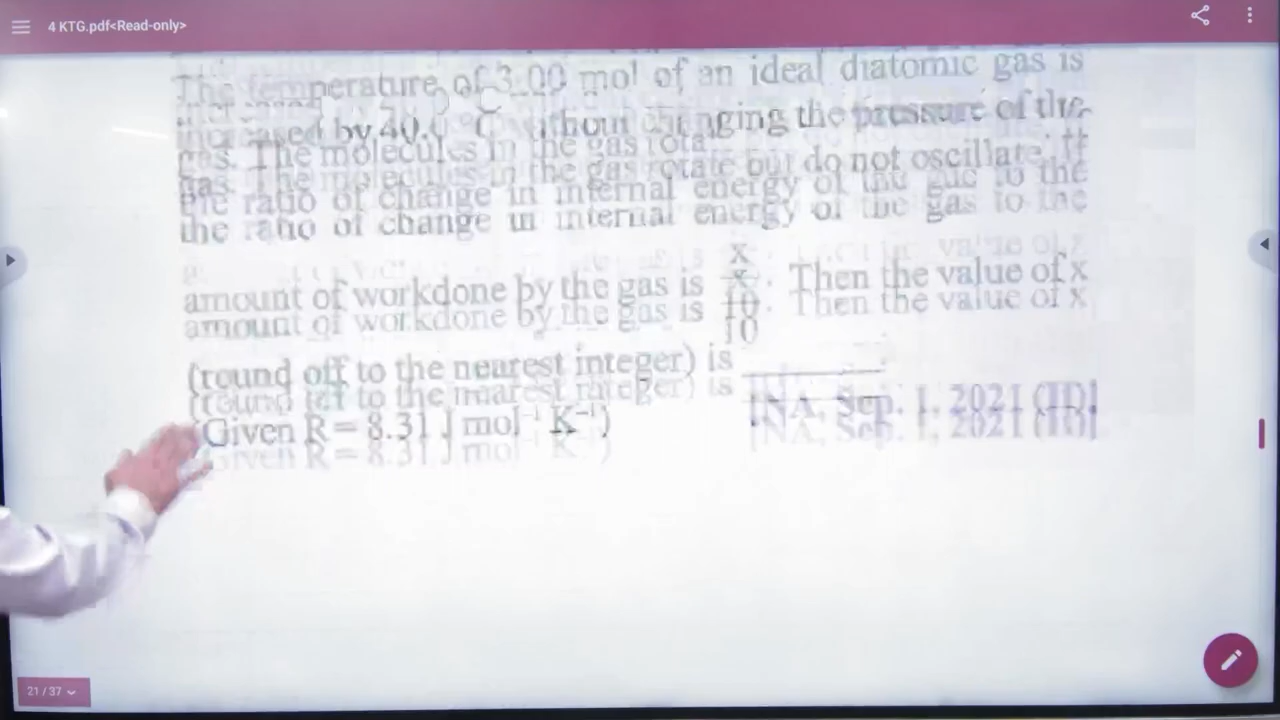 4 KTG.pdf<Read-only>
The temperature of 3.00 mol of an ideal diatomic gas is
increased by 40.0 °C without changing the pressure of the
gas. The molecules in the gas rotate but do not oscillate. If
the ratio of change in internal energy of the gas to the
amount of workdone by the gas is x/10. Then the value of x
(round off to the nearest integer) is ________
(Given R = 8.31 J mol⁻¹ K⁻¹)
[NA, Sep. 1, 2021 (II)]
21 / 37